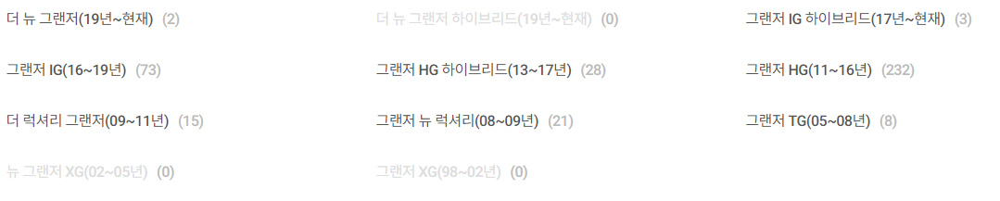 더 뉴 그랜저(19년~현재) (2) 더 뉴 그랜저 하이브리드(19년~현재) (0) 그랜저 IG 하이브리드(17년~현재) (3)
그랜저 IG(16~19년) (73) 그랜저 HG 하이브리드(13~17년) (28) 그랜저 HG(11~16년) (232)
더 럭셔리 그랜저(09~11년) (15) 그랜저 뉴 럭셔리(08~09년) (21) 그랜저 TG(05~08년) (8)
뉴 그랜저 XG(02~05년) (0) 그랜저 XG(98~02년) (0)